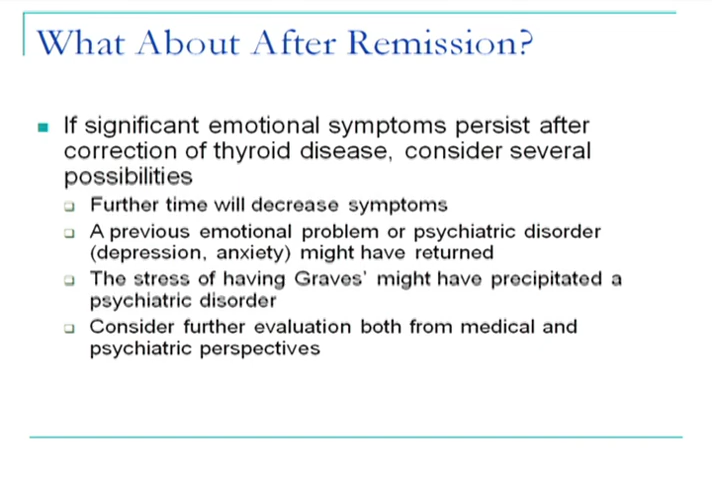 What About After Remission?
If significant emotional symptoms persist after
correction of thyroid disease, consider several
possibilities
Further time will decrease symptoms
A previous emotional problem or psychiatric disorder
(depression, anxiety) might have returned
The stress of having Graves' might have precipitated a
psychiatric disorder
Consider further evaluation both from medical and
psychiatric perspectives